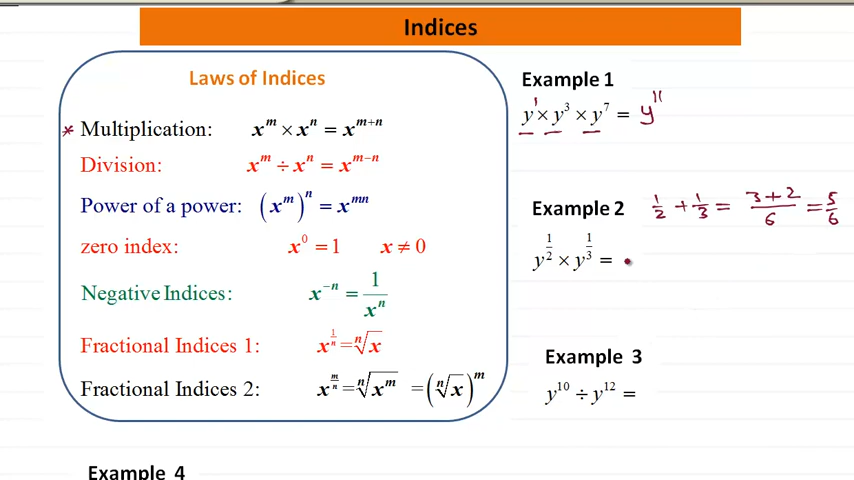 Indices
Laws of Indices
* Multiplication: x^m × x^n = x^{m+n}
Division: x^m ÷ x^n = x^{m−n}
Power of a power: (x^m)^n = x^{mn}
zero index: x^0 = 1 x ≠ 0
Negative Indices: x^{−n} = 1/x^n
Fractional Indices 1: x^{1/n} = ⁿ√x
Fractional Indices 2: x^{m/n} = ⁿ√(x^m) = (ⁿ√x)^m
Example 1
y^1 × y^3 × y^7 = y^11
Example 2 1/2 + 1/3 = (3+2)/6 = 5/6
y^{1/2} × y^{1/3} =
Example 3
y^10 ÷ y^12 =
Example 4